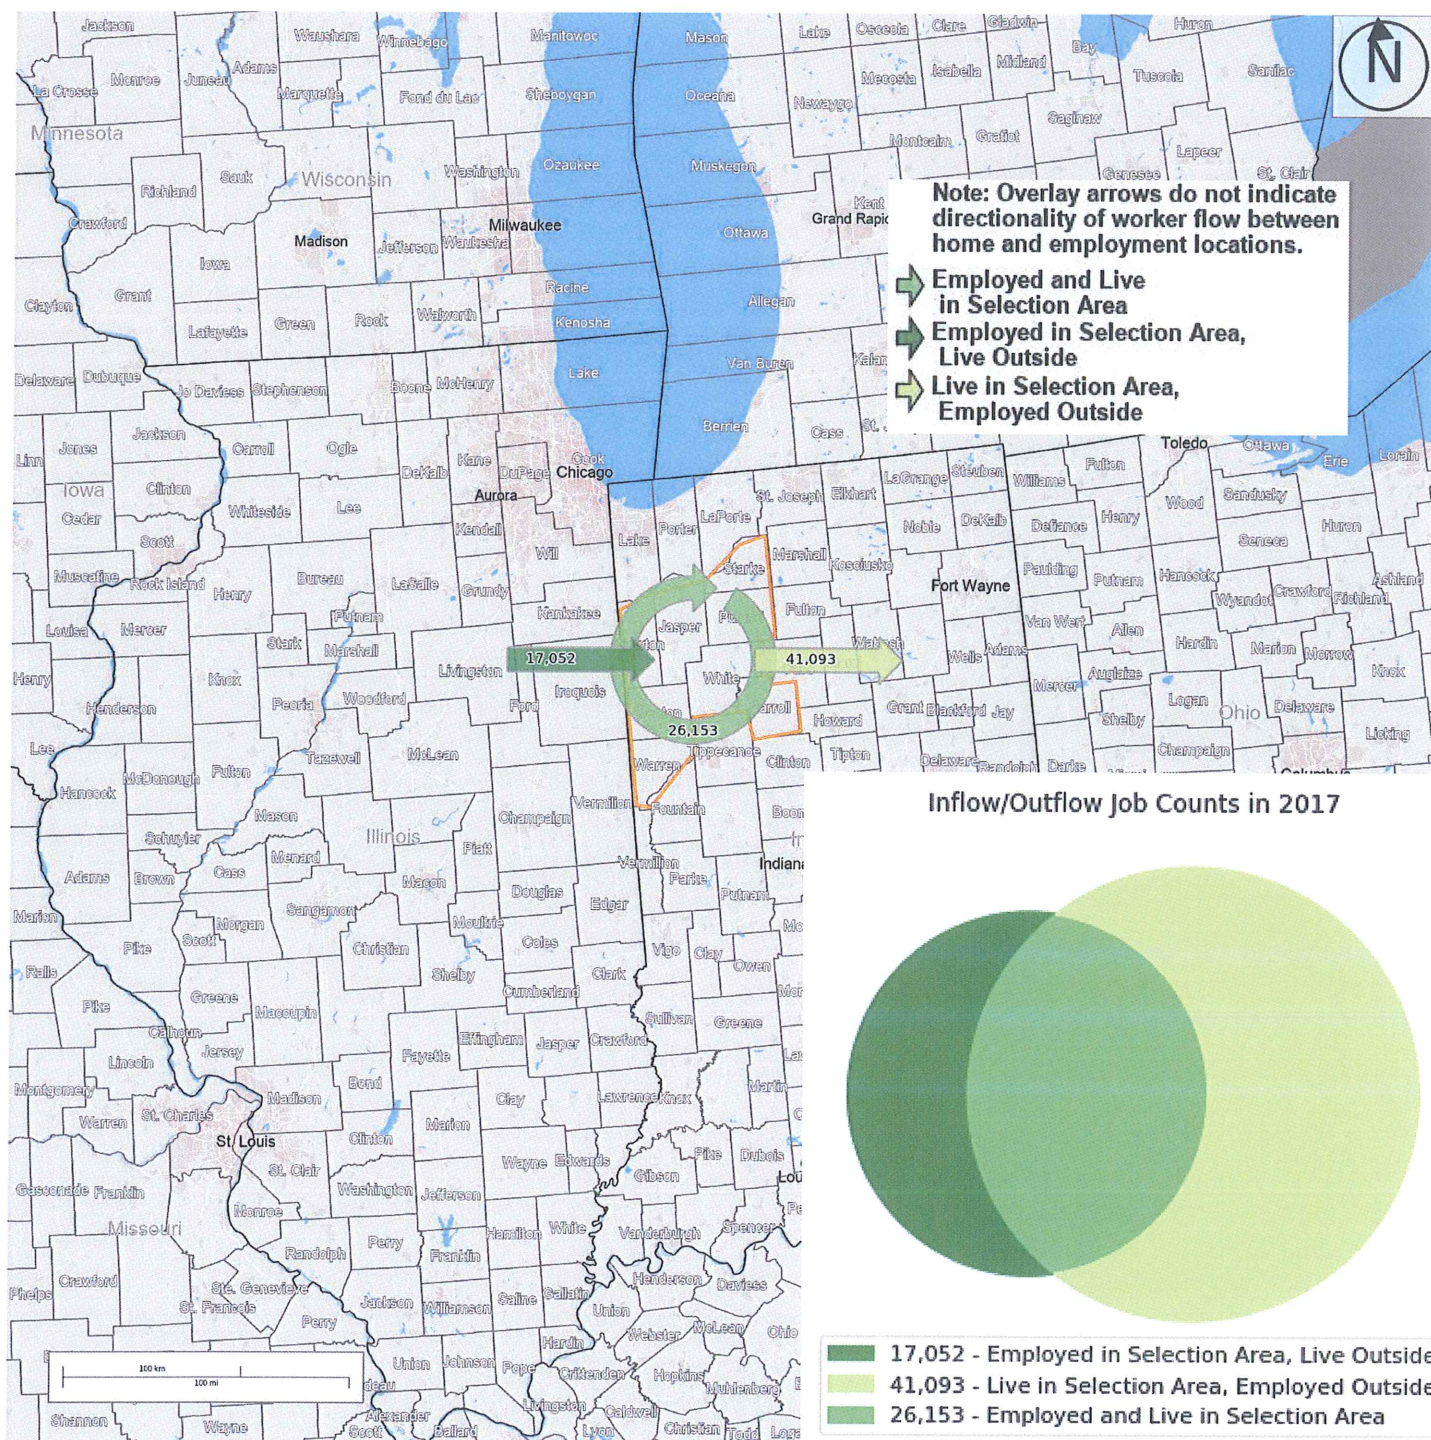 Jackson
Waushara
Winnebago
Manitowoc
Mason
Lake
Osceola
Clare
Gladwin
Huron
N
La Crosse
Monroe
Juneau
Adams
Marquette
Fond du Lac
Sheboygan
Oceana
Newaygo
Mecosta
Isabella
Midland
Bay
Tuscola
Sanilac
Minnesota
Richland
Sauk
Wisconsin
Washington
Ozaukee
Muskegon
Montcalm
Gratiot
Saginaw
Genesee
Lapeer
St. Clair
Crawford
Iowa
Madison
Jefferson
Waukesha
Milwaukee
Ottawa
Kent
Grand Rapid
Note: Overlay arrows do not indicate
directionality of worker flow between
home and employment locations.
Employed and Live
in Selection Area
Employed in Selection Area,
Live Outside
Live in Selection Area,
Employed Outside
Clayton
Grant
Lafayette
Green
Rock
Walworth
Racine
Kenosha
Allegan
Van Buren
Kalam
Delaware
Dubuque
Jo Daviess
Stephenson
Boone
McHenry
Lake
Berrien
Cass
St. J
Toledo
Ottawa
Erie
Lorain
Linn
Jones
Jackson
Carroll
Ogle
DeKalb
Kane
DuPage
Cook
Chicago
Aurora
Iowa
Clinton
Cedar
Whiteside
Lee
Kendall
Will
Scott
Muscatine
Rock Island
Henry
Bureau
LaSalle
Grundy
Kankakee
Lake
Porter
LaPorte
St. Joseph
Elkhart
LaGrange
Steuben
Williams
Fulton
Wood
Sandusky
Huron
Starke
Marshall
Kosciusko
Noble
DeKalb
Defiance
Henry
Seneca
Fort Wayne
Paulding
Putnam
Hancock
Wyandot
Crawford
Richland
Ashland
Louisa
Mercer
Stark
Putnam
Marshall
Jasper
Fulton
Wabash
Wells
Adams
Van Wert
Allen
Hardin
Marion
Morrow
Knox
Henry
Henderson
Knox
Peoria
Woodford
Livingston
17,052
Iroquois
Ford
White
41,093
Grant
Blackford
Jay
Mercer
Auglaize
Shelby
Logan
Ohio
Delaware
Licking
Lee
McDonough
Fulton
Tazewell
McLean
26,153
Tippecanoe
Carroll
Howard
Clinton
Tipton
Delaware
Randolph
Darke
Champaign
Columbus
Hancock
Schuyler
Mason
Illinois
Champaign
Vermilion
Warren
Fountain
Boon
Indiana
Adams
Brown
Cass
Menard
Macon
Piatt
Douglas
Edgar
Vermillion
Parke
Putnam
Marion
Pike
Scott
Morgan
Sangamon
Christian
Moultrie
Coles
Clark
Vigo
Clay
Owen
Ralls
Pike
Greene
Macoupin
Shelby
Cumberland
Sullivan
Greene
Calhoun
Jersey
Lincoln
Montgomery
Warren
St. Charles
Madison
Bond
Fayette
Effingham
Jasper
Crawford
Lawrence
Knox
Martin
Clay
Marion
Clinton
St. Louis
St. Clair
Gasconade
Franklin
Monroe
Washington
Jefferson
Wayne
Edwards
Gibson
Pike
Dubois
Lou
Missouri
Randolph
Perry
Franklin
Hamilton
White
Vanderburgh
Spencer
Phelps
Crawford
Ste. Genevieve
St. Francois
Perry
Jackson
Williamson
Saline
Gallatin
Henderson
Daviess
Union
Webster
McLean
Ohio
Union
Johnson
Pope
Hardin
Crittenden
Hopkins
Muhlenberg
100 km
100 mi
Shannon
Wayne
Scott
Alexander
Ballard
Livingston
Lyon
Caldwell
Christian
Todd
Loga
Inflow/Outflow Job Counts in 2017
17,052 - Employed in Selection Area, Live Outside
41,093 - Live in Selection Area, Employed Outside
26,153 - Employed and Live in Selection Area